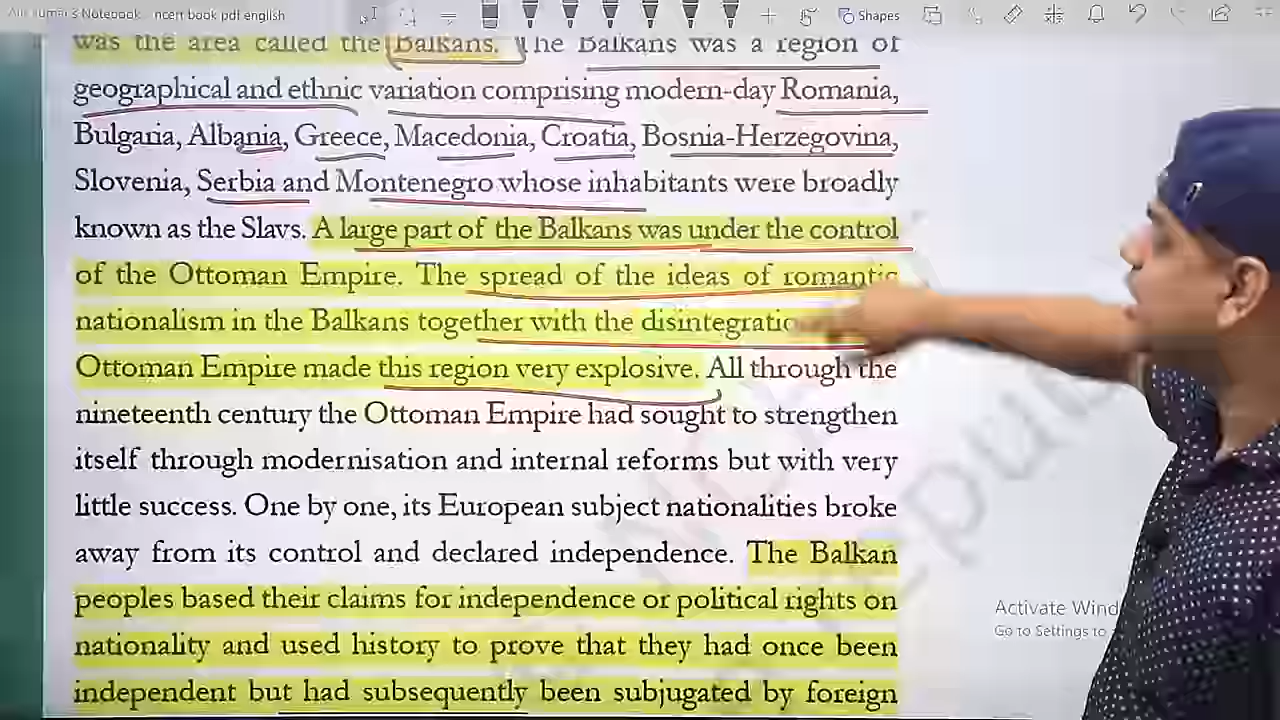 3 Notebook ncert book pdf english
Shapes
was the area called the Balkans. The Balkans was a region of
geographical and ethnic variation comprising modern-day Romania,
Bulgaria, Albania, Greece, Macedonia, Croatia, Bosnia-Herzegovina,
Slovenia, Serbia and Montenegro whose inhabitants were broadly
known as the Slavs. A large part of the Balkans was under the control
of the Ottoman Empire. The spread of the ideas of romantic
nationalism in the Balkans together with the
Ottoman Empire made this region very explosive. All through the
nineteenth century the Ottoman Empire had sought to strengthen
itself through modernisation and internal reforms but with very
little success. One by one, its European subject nationalities broke
away from its control and declared independence. The Balkan
peoples based their claims for independence or political rights on
nationality and used history to prove that they had once been
independent but had subsequently been subjugated by foreign
Activate Wind
Go to Settings to